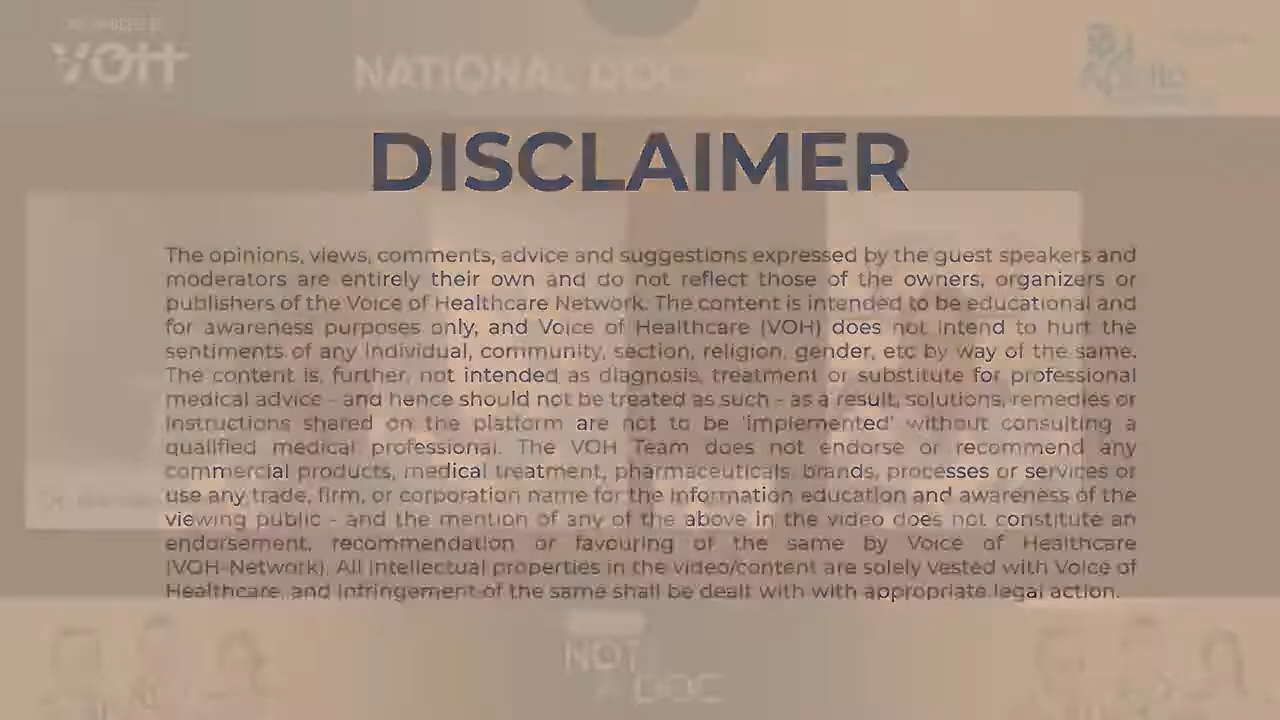 VOH
NATIONAL
DISCLAIMER
The opinions, views, comments, advice and suggestions expressed by the guest speakers and
moderators are entirely their own and do not reflect those of the owners, organizers or
publishers of the Voice of Healthcare Network. The content is intended to be educational and
for awareness purposes only, and Voice of Healthcare (VOH) does not intend to hurt the
sentiments of any individual, community, section, religion, gender, etc by way of the same.
The content is, further, not intended as diagnosis, treatment or substitute for professional
medical advice - and hence should not be treated as such - as a result, solutions, remedies or
instructions shared on the platform are not to be 'implemented' without consulting a
qualified medical professional. The VOH Team does not endorse or recommend any
commercial products, medical treatment, pharmaceuticals, brands, processes or services or
use any trade, firm, or corporation name for the information education and awareness of the
viewing public - and the mention of any of the above in the video does not constitute an
endorsement, recommendation or favouring of the same by Voice of Healthcare
(VOH-Network). All intellectual properties in the video/content are solely vested with Voice of
Healthcare, and infringement of the same shall be dealt with with appropriate legal action.
NOT
A DOC